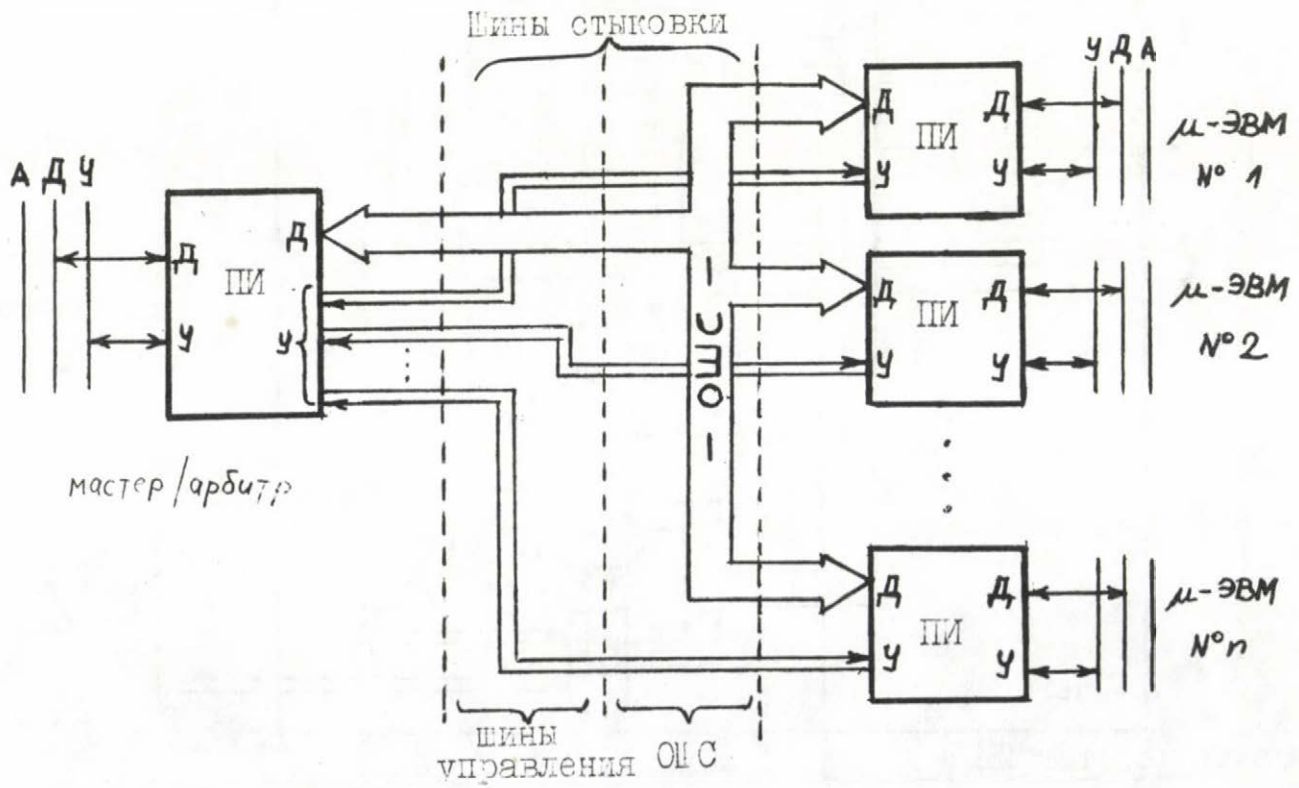 Шины стыковки
У Д А
Д Д
ПИ
У У
μ-ЭВМ
№ 1
А Д У
Д Д
ПИ
У У
мастер/арбитр
- ОШС -
Д Д
ПИ
У У
μ-ЭВМ
№ 2
Д Д
ПИ
У У
μ-ЭВМ
№ n
шины
управления
ОШС